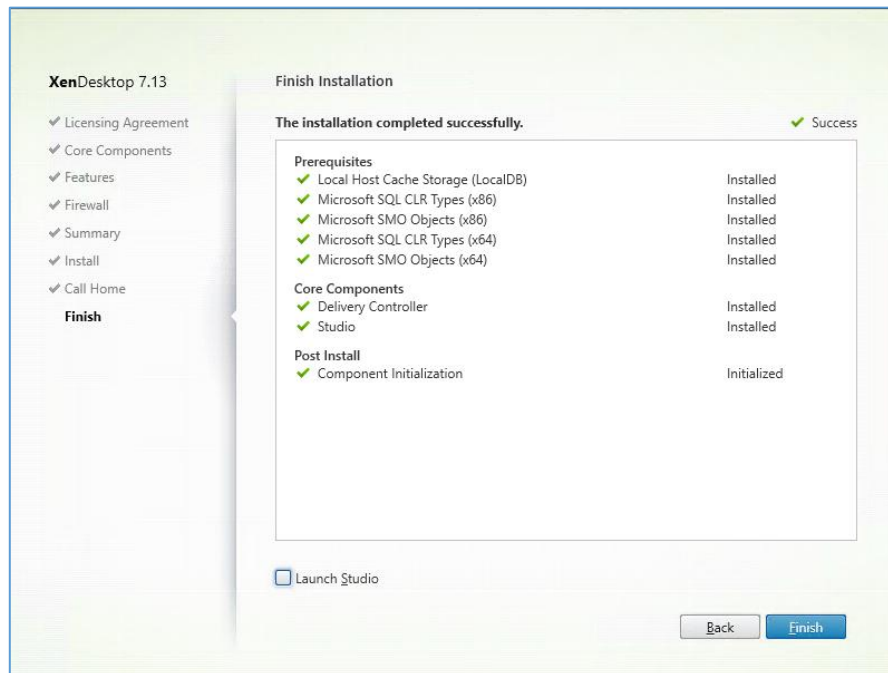 XenDesktop 7.13
Licensing Agreement
Core Components
Features
Firewall
Summary
Install
Call Home
Finish
Finish Installation
The installation completed successfully. Success
Prerequisites
Local Host Cache Storage (LocalDB) Installed
Microsoft SQL CLR Types (x86) Installed
Microsoft SMO Objects (x86) Installed
Microsoft SQL CLR Types (x64) Installed
Microsoft SMO Objects (x64) Installed
Core Components
Delivery Controller Installed
Studio Installed
Post Install
Component Initialization Initialized
Launch Studio
Back Finish